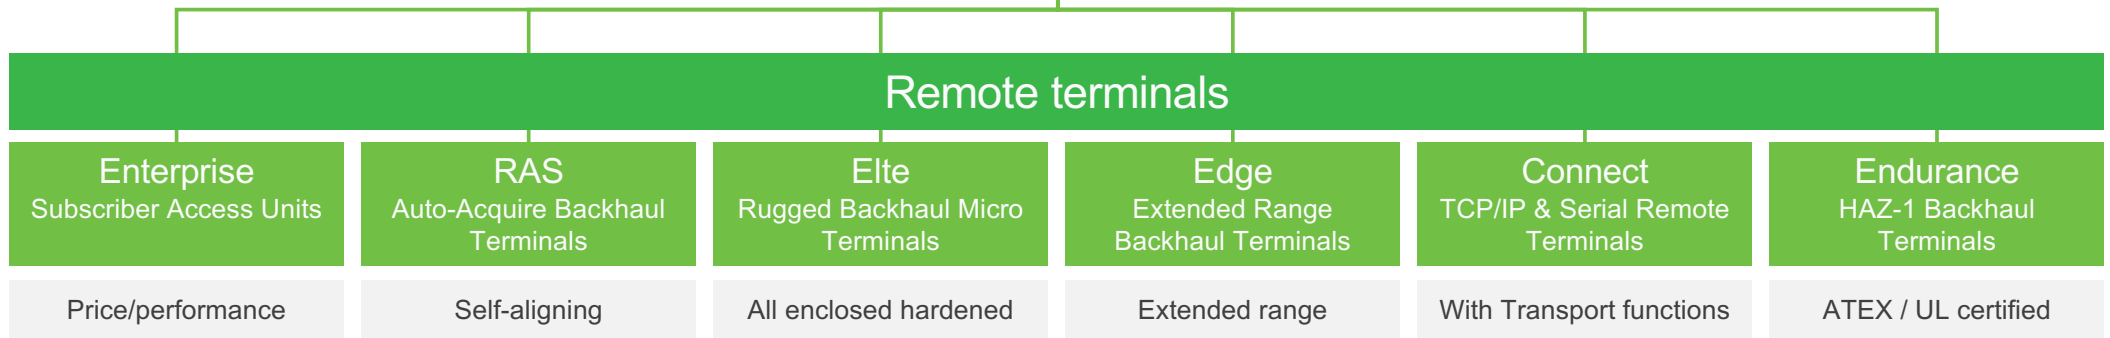 Remote terminals
Enterprise
Subscriber Access Units
RAS
Auto-Acquire Backhaul
Terminals
Elte
Rugged Backhaul Micro
Terminals
Edge
Extended Range
Backhaul Terminals
Connect
TCP/IP & Serial Remote
Terminals
Endurance
HAZ-1 Backhaul
Terminals
Price/performance
Self-aligning
All enclosed hardened
Extended range
With Transport functions
ATEX / UL certified